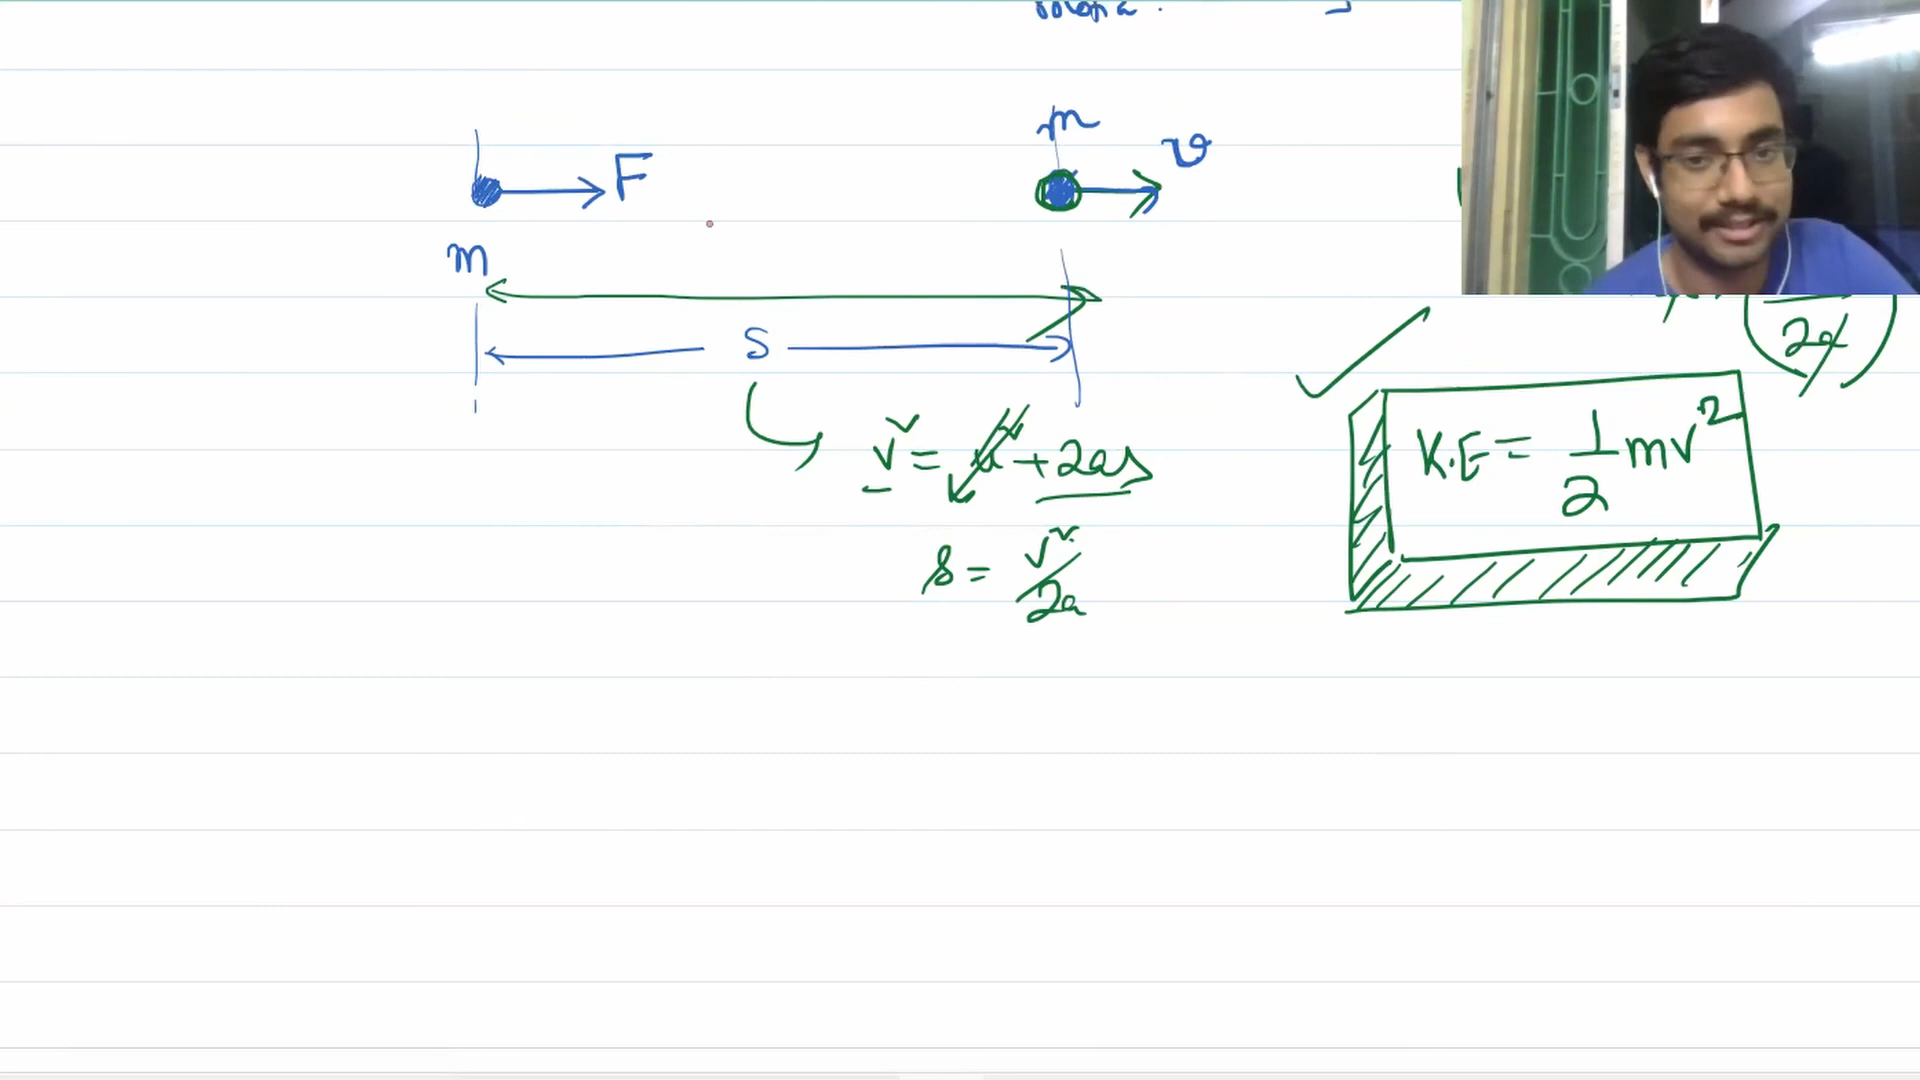 m
F
v
m
S
2a
v² = u² + 2as
K.E = 1/2 mv²
s = v²/2a